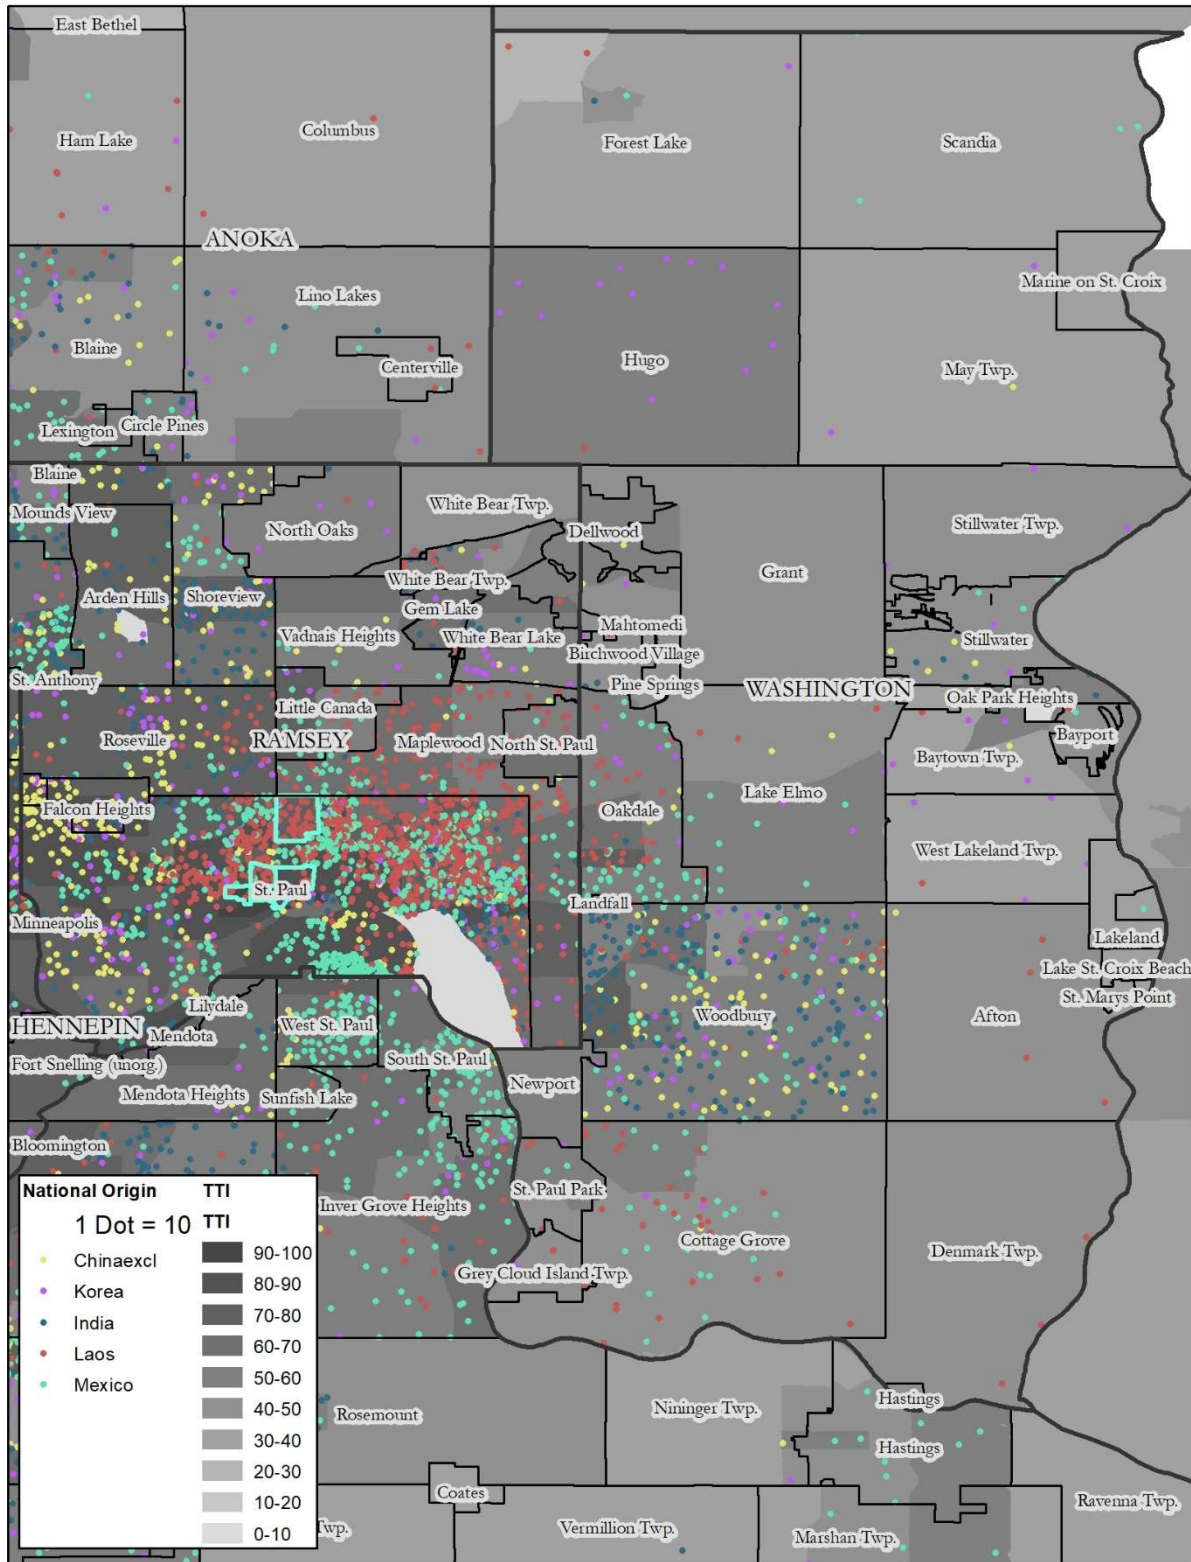 East Bethel
Ham Lake
Columbus
Forest Lake
Scandia
ANOKA
Marine on St. Croix
Lino Lakes
Blaine
Hugo
Centerville
May Twp.
Lexington
Circle Pines
Blaine
Mounds View
North Oaks
White Bear Twp.
Dellwood
Stillwater Twp.
Grant
White Bear Twp.
Arden Hills
Shoreview
Gem Lake
Vadnais Heights
White Bear Lake
Mahtomedi
Stillwater
Birchwood Village
St. Anthony
Pine Springs
WASHINGTON
Oak Park Heights
Little Canada
Roseville
RAMSEY
Maplewood
North St. Paul
Bayport
Baytown Twp.
Falcon Heights
Oakdale
Lake Elmo
West Lakeland Twp.
St. Paul
Landfall
Minneapolis
Lakeland
Lake St. Croix Beach
St. Marys Point
Lilydale
HENNEPIN
Mendota
West St. Paul
Woodbury
Afton
Fort Snelling (unorg.)
South St. Paul
Newport
Mendota Heights
Sunfish Lake
Bloomington
Inver Grove Heights
St. Paul Park
Cottage Grove
Denmark Twp.
Grey Cloud Island Twp.
National Origin
1 Dot = 10
Chinaexcl
Korea
India
Laos
Mexico
TTI
TTI
90-100
80-90
70-80
60-70
50-60
40-50
30-40
20-30
10-20
0-10
Rosemount
Nininger Twp.
Hastings
Hastings
Coates
Ravenna Twp.
Twp.
Vermillion Twp.
Marshan Twp.